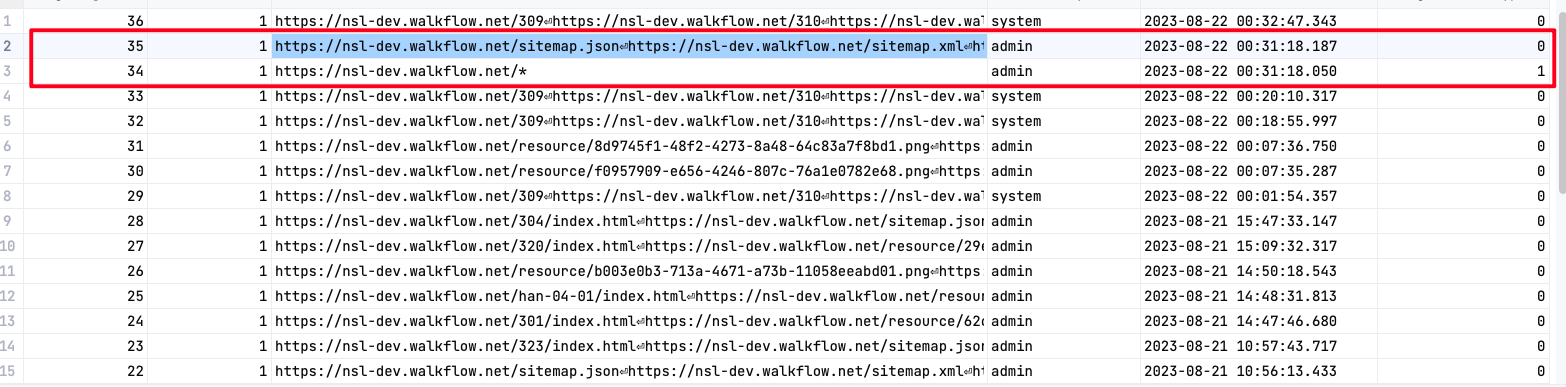 1 36 1 https://nsl-dev.walkflow.net/309⏎https://nsl-dev.walkflow.net/310⏎https://nsl-dev.wal system 2023-08-22 00:32:47.343 0
2 35 1 https://nsl-dev.walkflow.net/sitemap.json⏎https://nsl-dev.walkflow.net/sitemap.xml⏎ht admin 2023-08-22 00:31:18.187 0
3 34 1 https://nsl-dev.walkflow.net/* admin 2023-08-22 00:31:18.050 1
4 33 1 https://nsl-dev.walkflow.net/309⏎https://nsl-dev.walkflow.net/310⏎https://nsl-dev.wal system 2023-08-22 00:20:10.317 0
5 32 1 https://nsl-dev.walkflow.net/309⏎https://nsl-dev.walkflow.net/310⏎https://nsl-dev.wal system 2023-08-22 00:18:55.997 0
6 31 1 https://nsl-dev.walkflow.net/resource/8d9745f1-48f2-4273-8a48-64c83a7f8bd1.png⏎https: admin 2023-08-22 00:07:36.750 0
7 30 1 https://nsl-dev.walkflow.net/resource/f0957909-e656-4246-807c-76a1e0782e68.png⏎https: admin 2023-08-22 00:07:35.287 0
8 29 1 https://nsl-dev.walkflow.net/309⏎https://nsl-dev.walkflow.net/310⏎https://nsl-dev.wal system 2023-08-22 00:01:54.357 0
9 28 1 https://nsl-dev.walkflow.net/304/index.html⏎https://nsl-dev.walkflow.net/sitemap.json admin 2023-08-21 15:47:33.147 0
10 27 1 https://nsl-dev.walkflow.net/320/index.html⏎https://nsl-dev.walkflow.net/resource/29e admin 2023-08-21 15:09:32.317 0
11 26 1 https://nsl-dev.walkflow.net/resource/b003e0b3-713a-4671-a73b-11058eeabd01.png⏎https: admin 2023-08-21 14:50:18.543 0
12 25 1 https://nsl-dev.walkflow.net/han-04-01/index.html⏎https://nsl-dev.walkflow.net/resour admin 2023-08-21 14:48:31.813 0
13 24 1 https://nsl-dev.walkflow.net/301/index.html⏎https://nsl-dev.walkflow.net/resource/62c admin 2023-08-21 14:47:46.680 0
14 23 1 https://nsl-dev.walkflow.net/323/index.html⏎https://nsl-dev.walkflow.net/sitemap.json admin 2023-08-21 10:57:43.717 0
15 22 1 https://nsl-dev.walkflow.net/sitemap.json⏎https://nsl-dev.walkflow.net/sitemap.xml⏎ht admin 2023-08-21 10:56:13.433 0